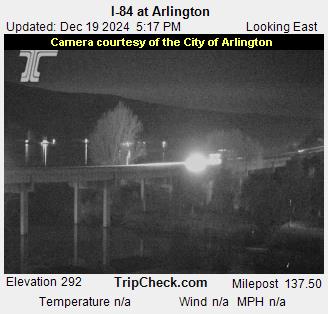 I-84 at Arlington
Updated: Dec 19 2024 5:17 PM Looking East
Camera courtesy of the City of Arlington
Elevation 292 TripCheck.com Milepost 137.50
Temperature n/a Wind n/a MPH n/a